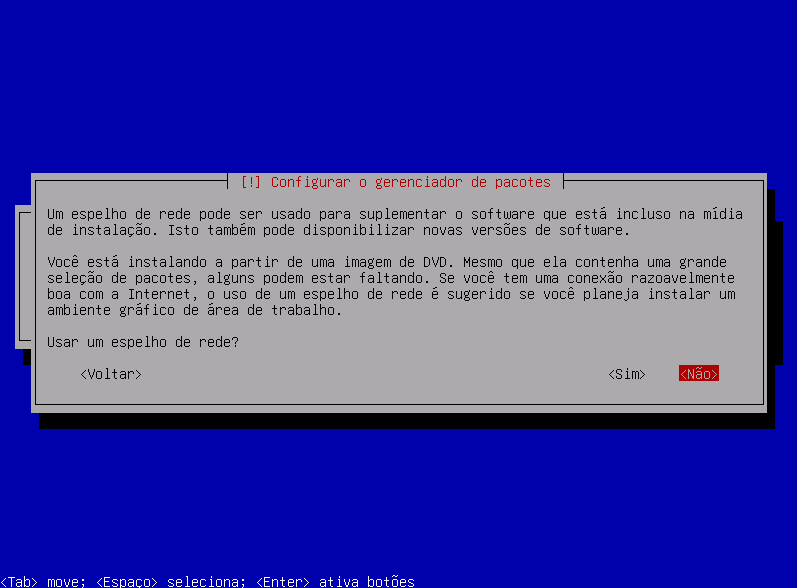 [!] Configurar o gerenciador de pacotes
Um espelho de rede pode ser usado para suplementar o software que está incluso na mídia
de instalação. Isto também pode disponibilizar novas versões de software.
Você está instalando a partir de uma imagem de DVD. Mesmo que ela contenha uma grande
seleção de pacotes, alguns podem estar faltando. Se você tem uma conexão razoavelmente
boa com a Internet, o uso de um espelho de rede é sugerido se você planeja instalar um
ambiente gráfico de área de trabalho.
Usar um espelho de rede?
<Voltar> <Sim> <Não>
<Tab> move; <Espaço> seleciona; <Enter> ativa botões